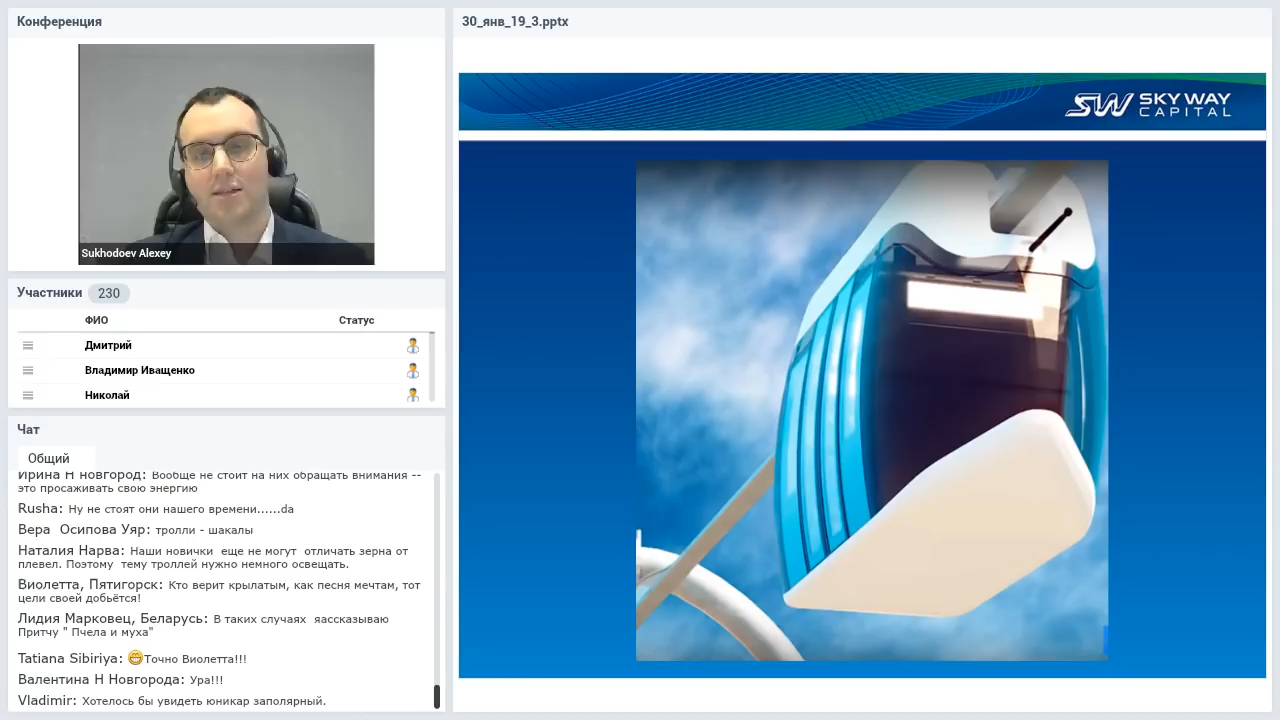 Конференция
Sukhodoev Alexey
Участники 230
ФИО Статус
Дмитрий
Владимир Иващенко
Николай
Чат
Общий
Ирина Н новгород: Вообще не стоит на них обращать внимания --
это просаживать свою энергию
Rusha: Ну не стоят они нашего времени......da
Вера Осипова Уяр: тролли - шакалы
Наталия Нарва: Наши новички еще не могут отличать зерна от
плевел. Поэтому тему троллей нужно немного освещать.
Виолетта, Пятигорск: Кто верит крылатым, как песня мечтам, тот
цели своей добьётся!
Лидия Марковец, Беларусь: В таких случаях яассказываю
Притчу " Пчела и муха"
Tatiana Sibiriya: Точно Виолетта!!!
Валентина Н Новгорода: Ура!!!
Vladimir: Хотелось бы увидеть юникар заполярный.
30_янв_19_3.pptx
SW SKY WAY
CAPITAL